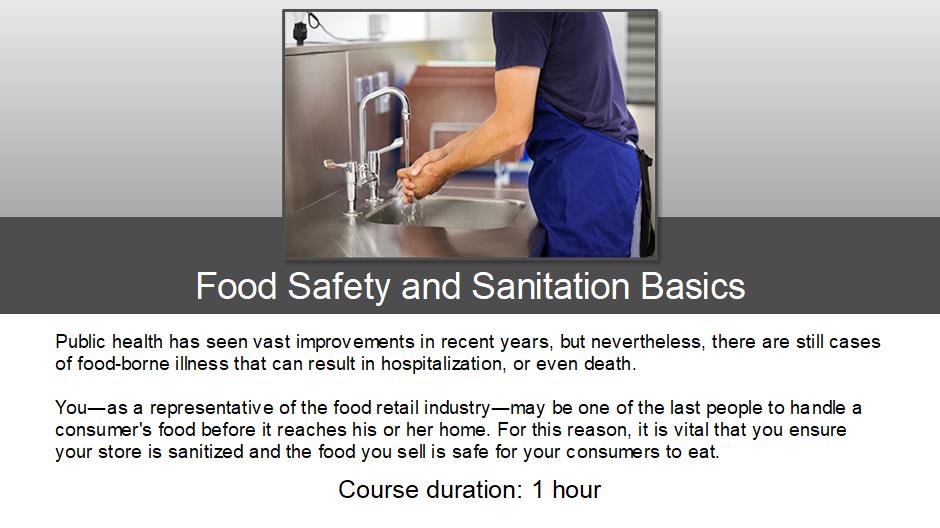 Food Safety and Sanitation Basics
Public health has seen vast improvements in recent years, but nevertheless, there are still cases
of food-borne illness that can result in hospitalization, or even death.
You—as a representative of the food retail industry—may be one of the last people to handle a
consumer's food before it reaches his or her home. For this reason, it is vital that you ensure
your store is sanitized and the food you sell is safe for your consumers to eat.
Course duration: 1 hour